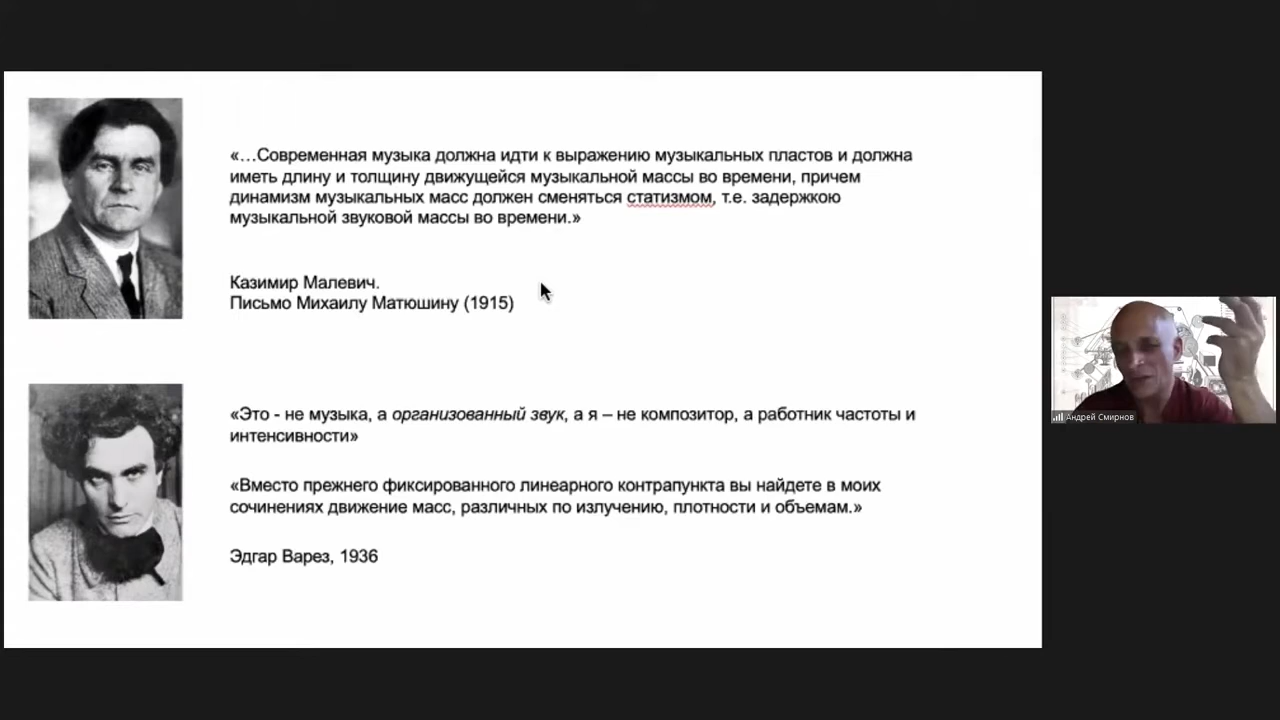 «…Современная музыка должна идти к выражению музыкальных пластов и должна
иметь длину и толщину движущейся музыкальной массы во времени, причем
динамизм музыкальных масс должен сменяться статизмом, т.е. задержкою
музыкальной звуковой массы во времени.»
Казимир Малевич.
Письмо Михаилу Матюшину (1915)
«Это - не музыка, а организованный звук, а я – не композитор, а работник частоты и
интенсивности»
«Вместо прежнего фиксированного линеарного контрапункта вы найдете в моих
сочинениях движение масс, различных по излучению, плотности и объемам.»
Эдгар Варез, 1936
Андрей Смирнов